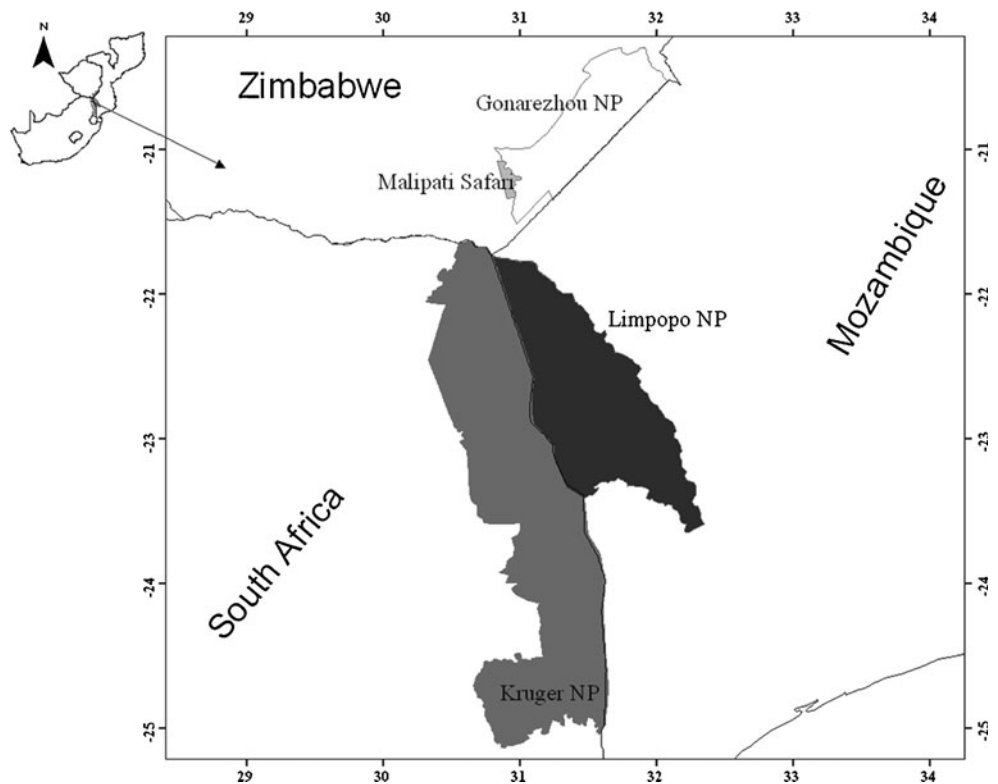 29 30 31 32 33 34
N
Zimbabwe
Gonarezhou NP
-21 -21
Malipati Safari
Mozambique
-22 -22
Limpopo NP
-23 -23
South Africa
-24 -24
Kruger NP
-25 -25
29 30 31 32 33 34